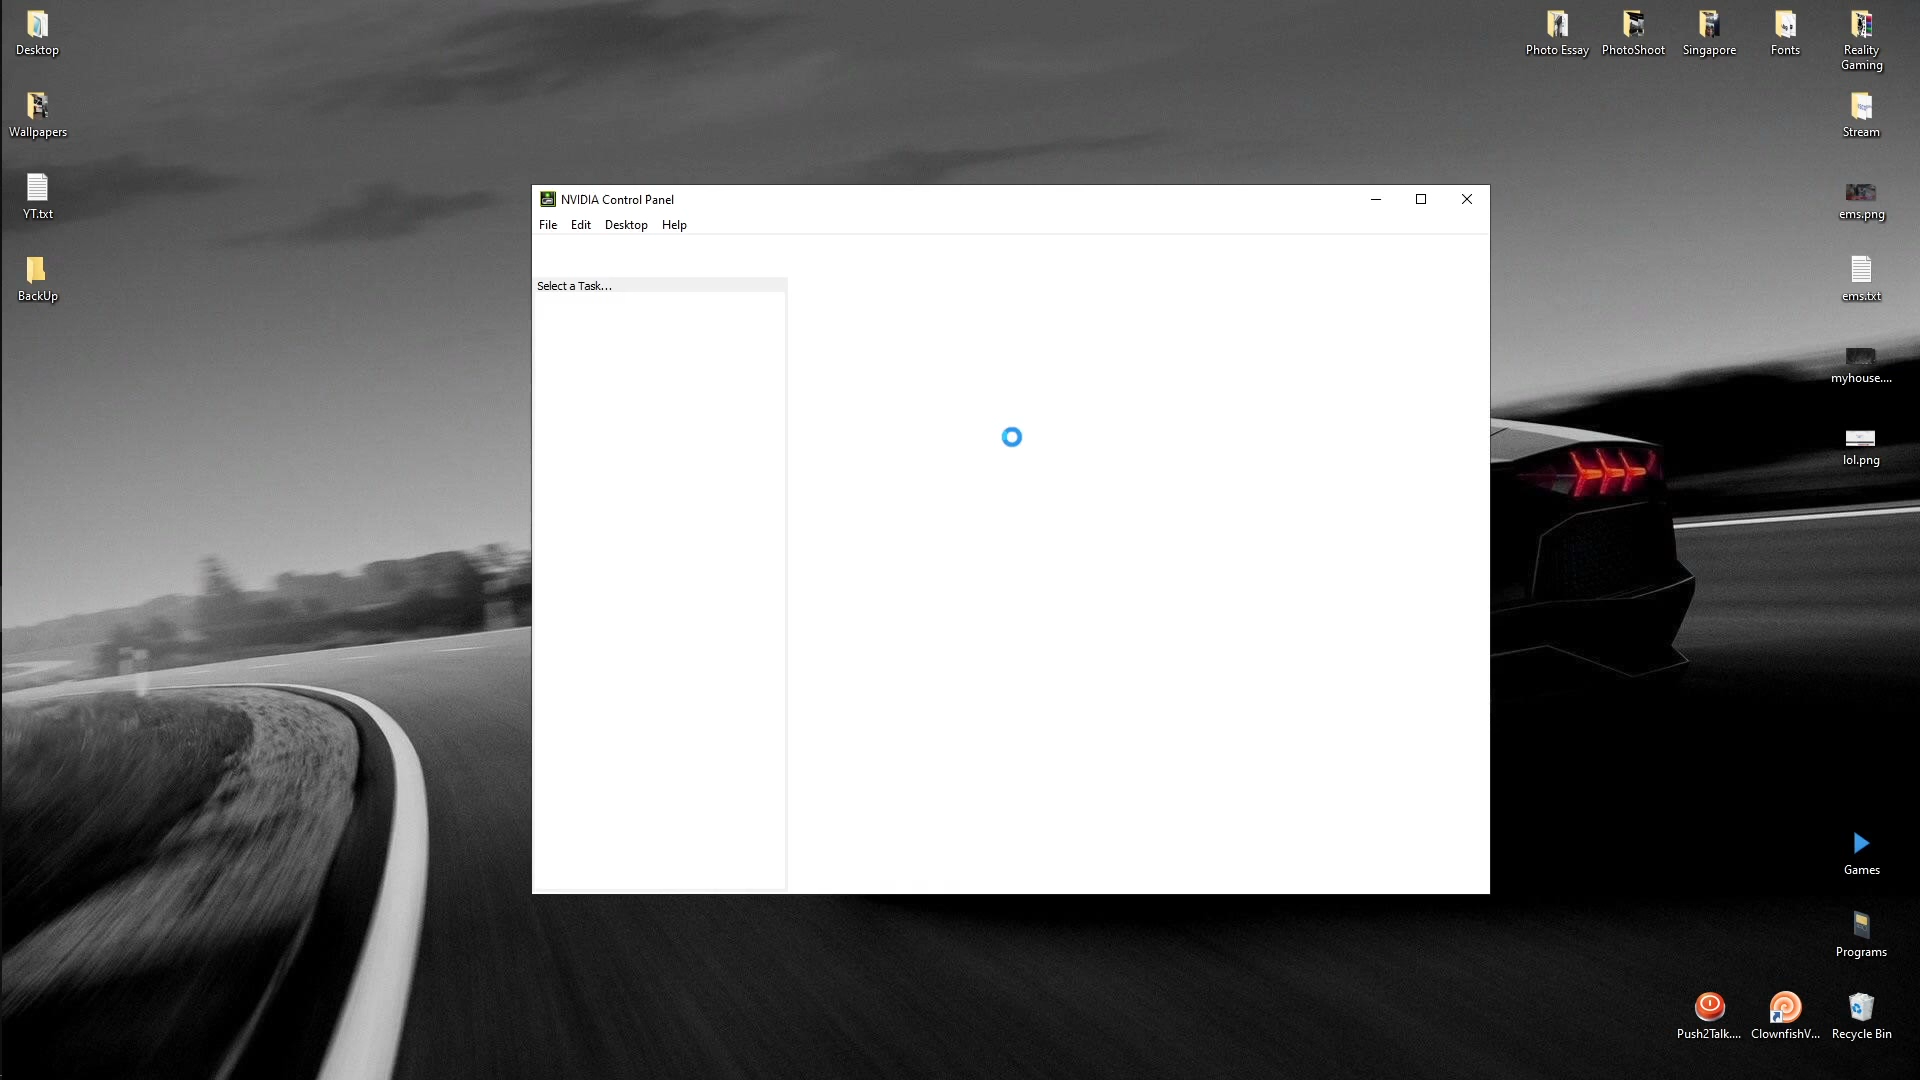 Desktop
Wallpapers
YT.txt
BackUp
Photo Essay
PhotoShoot
Singapore
Fonts
Reality
Gaming
Stream
ems.png
ems.txt
myhouse....
lol.png
NVIDIA Control Panel
File Edit Desktop Help
Select a Task...
Games
Programs
Push2Talk....
ClownfishV...
Recycle Bin